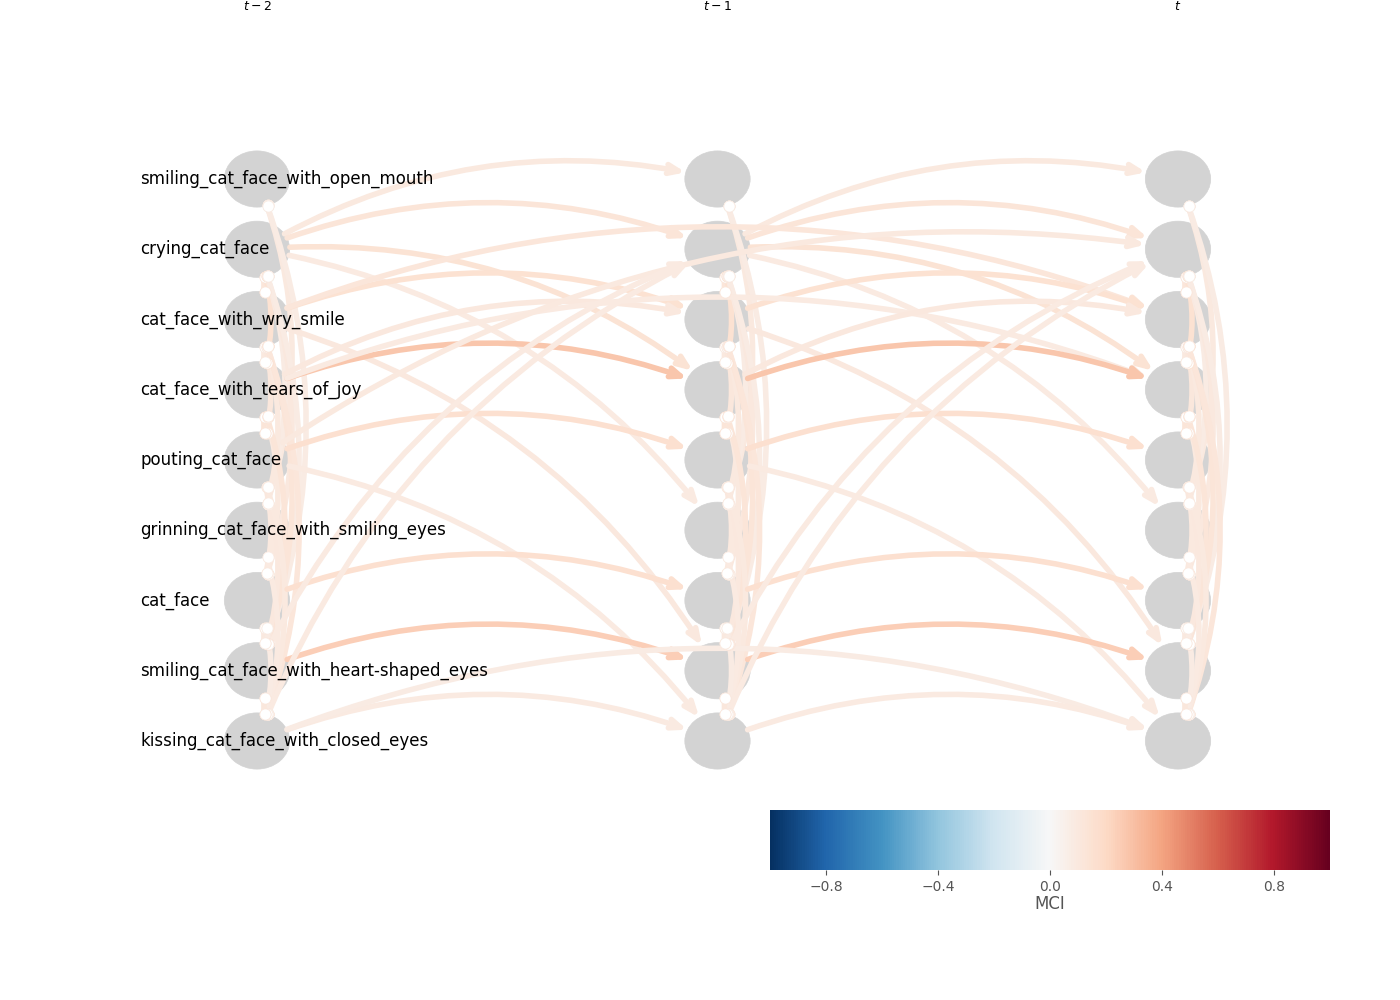 t − 2 t − 1 t
smiling_cat_face_with_open_mouth
crying_cat_face
cat_face_with_wry_smile
cat_face_with_tears_of_joy
pouting_cat_face
grinning_cat_face_with_smiling_eyes
cat_face
smiling_cat_face_with_heart-shaped_eyes
kissing_cat_face_with_closed_eyes
−0.8 −0.4 0.0 0.4 0.8
MCI